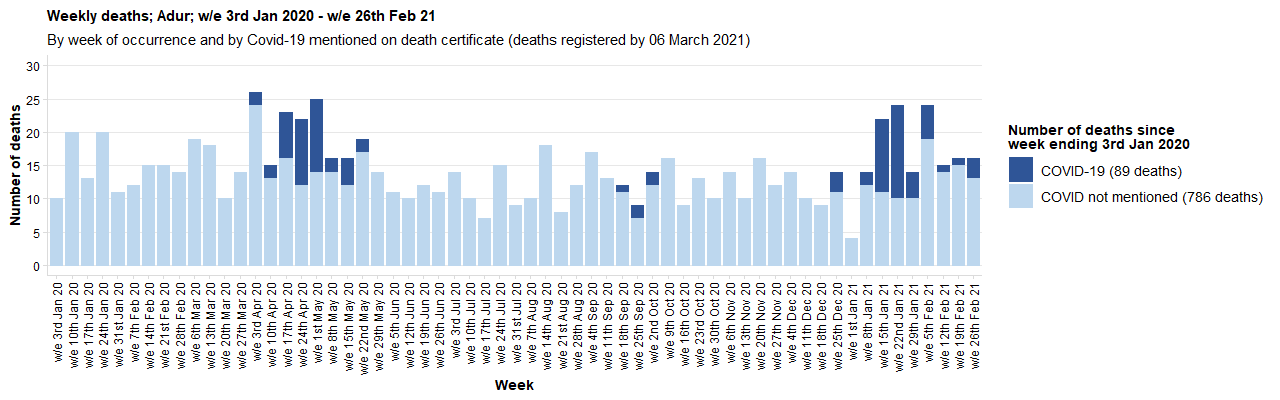 Weekly deaths; Adur; w/e 3rd Jan 2020 - w/e 26th Feb 21
By week of occurrence and by Covid-19 mentioned on death certificate (deaths registered by 06 March 2021)
30
25
20
15
10
5
0
Number of deaths
w/e 3rd Jan 20
w/e 10th Jan 20
w/e 17th Jan 20
w/e 24th Jan 20
w/e 31st Jan 20
w/e 7th Feb 20
w/e 14th Feb 20
w/e 21st Feb 20
w/e 28th Feb 20
w/e 6th Mar 20
w/e 13th Mar 20
w/e 20th Mar 20
w/e 27th Mar 20
w/e 3rd Apr 20
w/e 10th Apr 20
w/e 17th Apr 20
w/e 24th Apr 20
w/e 1st May 20
w/e 8th May 20
w/e 15th May 20
w/e 22nd May 20
w/e 29th May 20
w/e 5th Jun 20
w/e 12th Jun 20
w/e 19th Jun 20
w/e 26th Jun 20
w/e 3rd Jul 20
w/e 10th Jul 20
w/e 17th Jul 20
w/e 24th Jul 20
w/e 31st Jul 20
w/e 7th Aug 20
w/e 14th Aug 20
w/e 21st Aug 20
w/e 28th Aug 20
w/e 4th Sep 20
w/e 11th Sep 20
w/e 18th Sep 20
w/e 25th Sep 20
w/e 2nd Oct 20
w/e 9th Oct 20
w/e 16th Oct 20
w/e 23rd Oct 20
w/e 30th Oct 20
w/e 6th Nov 20
w/e 13th Nov 20
w/e 20th Nov 20
w/e 27th Nov 20
w/e 4th Dec 20
w/e 11th Dec 20
w/e 18th Dec 20
w/e 25th Dec 20
w/e 1st Jan 21
w/e 8th Jan 21
w/e 15th Jan 21
w/e 22nd Jan 21
w/e 29th Jan 21
w/e 5th Feb 21
w/e 12th Feb 21
w/e 19th Feb 21
w/e 26th Feb 21
Week
Number of deaths since
week ending 3rd Jan 2020
COVID-19 (89 deaths)
COVID not mentioned (786 deaths)